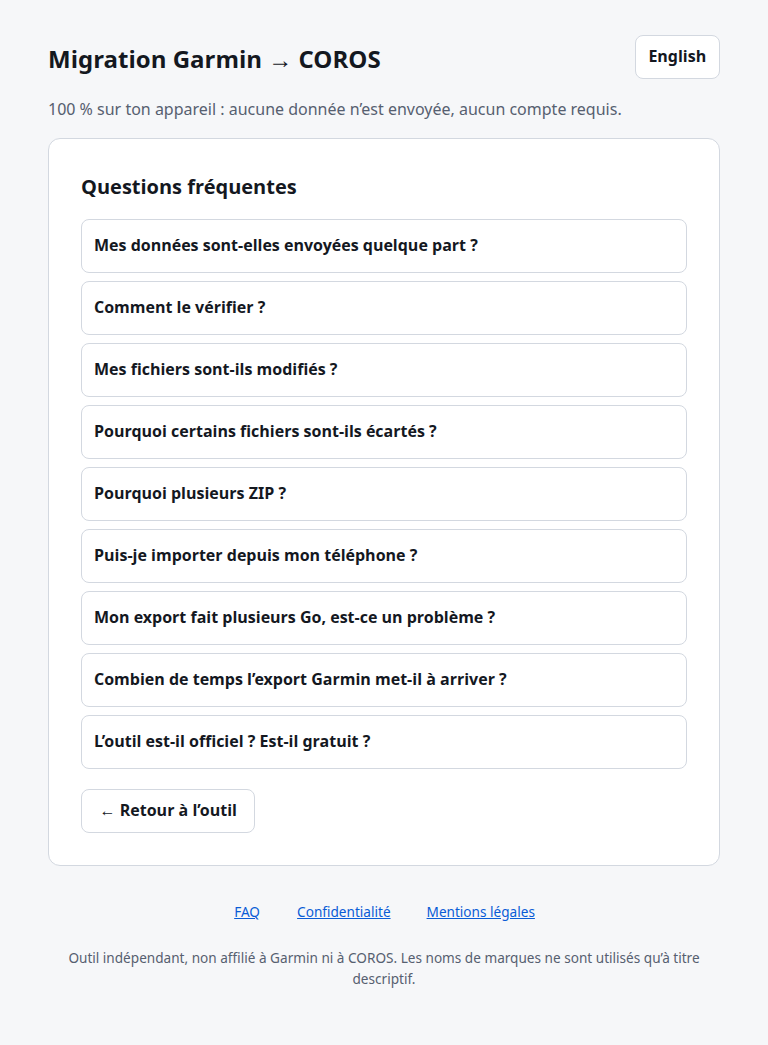 Migration Garmin → COROS
English
100 % sur ton appareil : aucune donnée n’est envoyée, aucun compte requis.
Questions fréquentes
Mes données sont-elles envoyées quelque part ?
Comment le vérifier ?
Mes fichiers sont-ils modifiés ?
Pourquoi certains fichiers sont-ils écartés ?
Pourquoi plusieurs ZIP ?
Puis-je importer depuis mon téléphone ?
Mon export fait plusieurs Go, est-ce un problème ?
Combien de temps l’export Garmin met-il à arriver ?
L’outil est-il officiel ? Est-il gratuit ?
← Retour à l’outil
FAQ Confidentialité Mentions légales
Outil indépendant, non affilié à Garmin ni à COROS. Les noms de marques ne sont utilisés qu’à titre
descriptif.